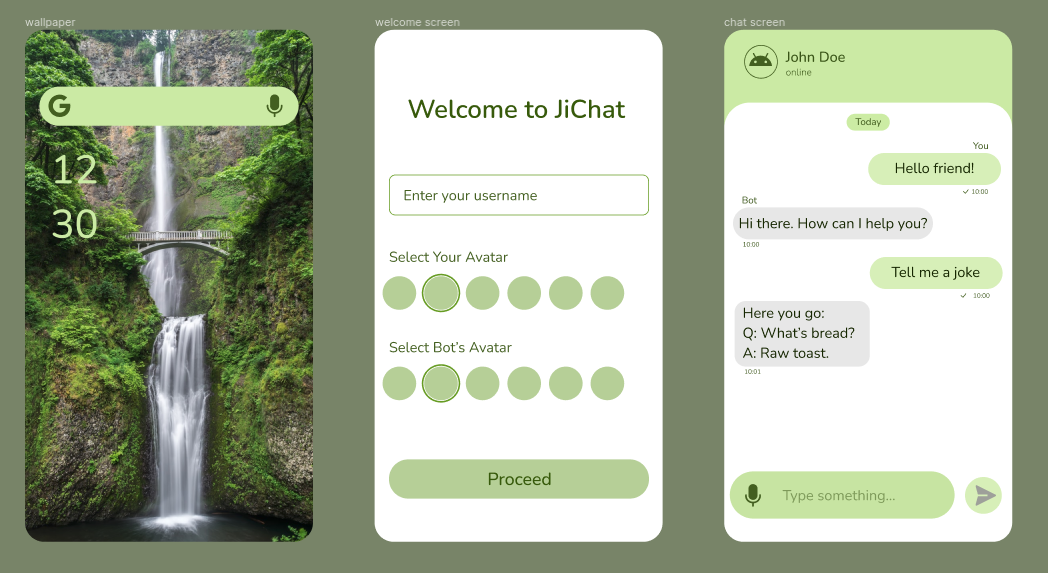 wallpaper
G
12
30
welcome screen
Welcome to JiChat
Enter your username
Select Your Avatar
Select Bot's Avatar
Proceed
chat screen
John Doe
online
Today
You
Hello friend!
10:00
Bot
Hi there. How can I help you?
10:00
Tell me a joke
10:00
Here you go:
Q: What's bread?
A: Raw toast.
10:01
Type something...